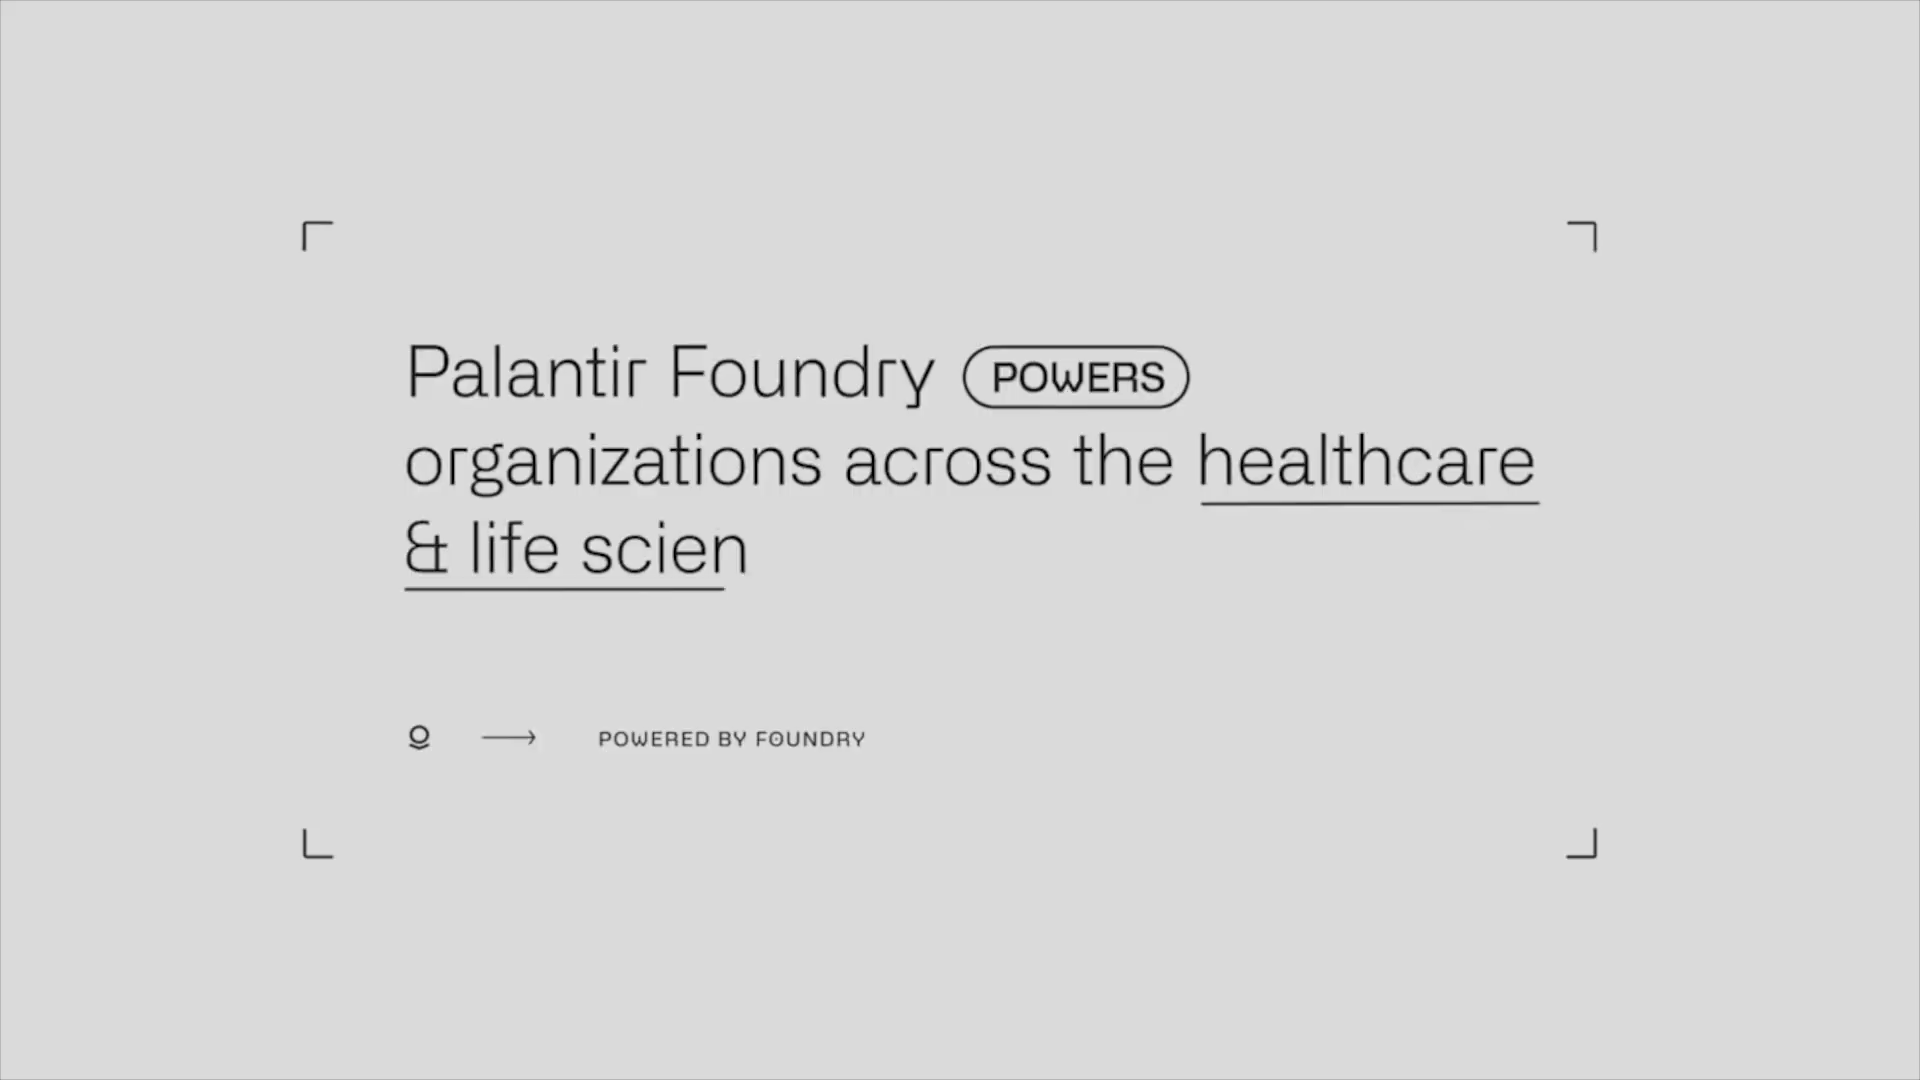 Palantir Foundry POWERS
organizations across the healthcare
& life scien
POWERED BY FOUNDRY